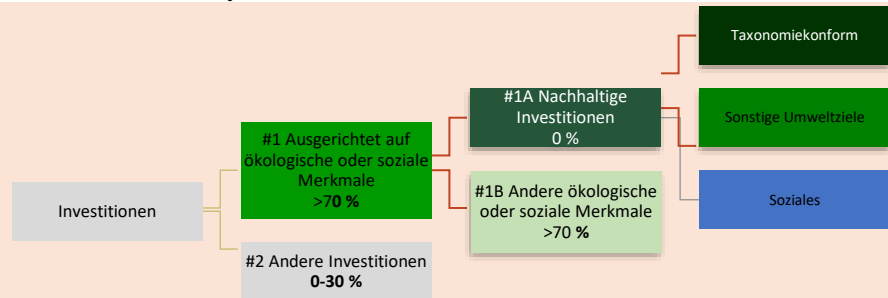 Investitionen
#1 Ausgerichtet auf
ökologische oder soziale
Merkmale
>70 %
#2 Andere Investitionen
0-30 %
#1A Nachhaltige
Investitionen
0 %
#1B Andere ökologische
oder soziale Merkmale
>70 %
Taxonomiekonform
Sonstige Umweltziele
Soziales